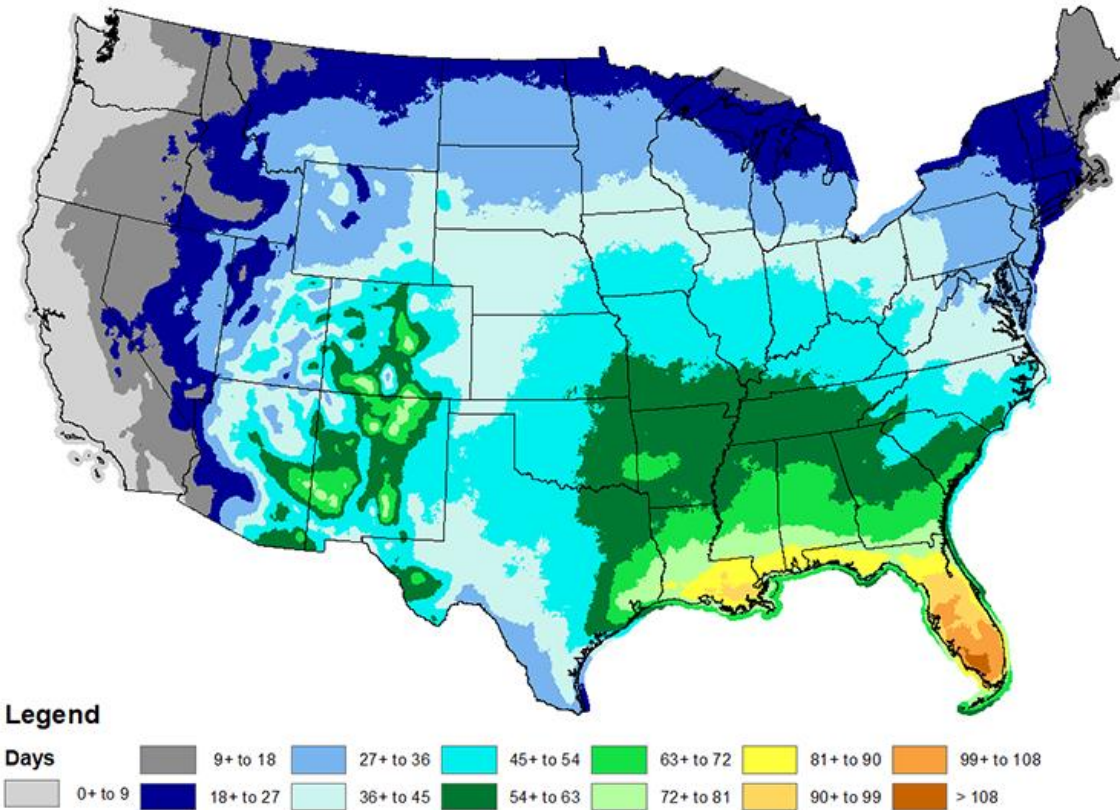 Legend
Days
9+ to 18 27+ to 36 45+ to 54 63+ to 72 81+ to 90 99+ to 108
0+ to 9 18+ to 27 36+ to 45 54+ to 63 72+ to 81 90+ to 99 > 108